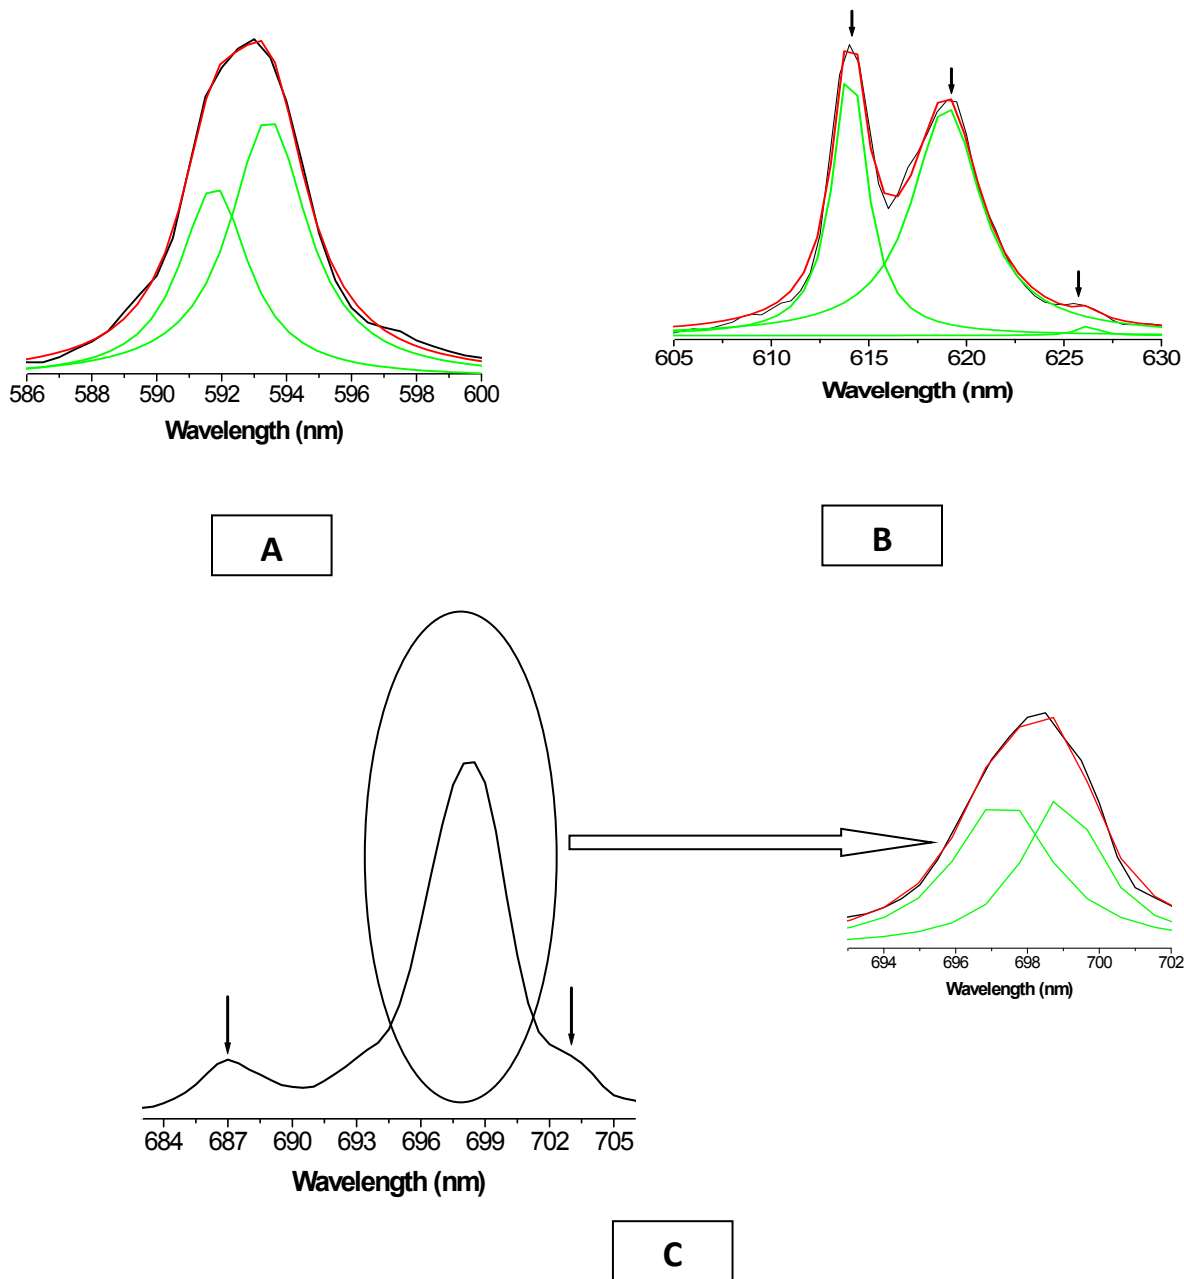 586 588 590 592 594 596 598 600
Wavelength (nm)
605 610 615 620 625 630
Wavelength (nm)
A
B
694 696 698 700 702
Wavelength (nm)
684 687 690 693 696 699 702 705
Wavelength (nm)
C